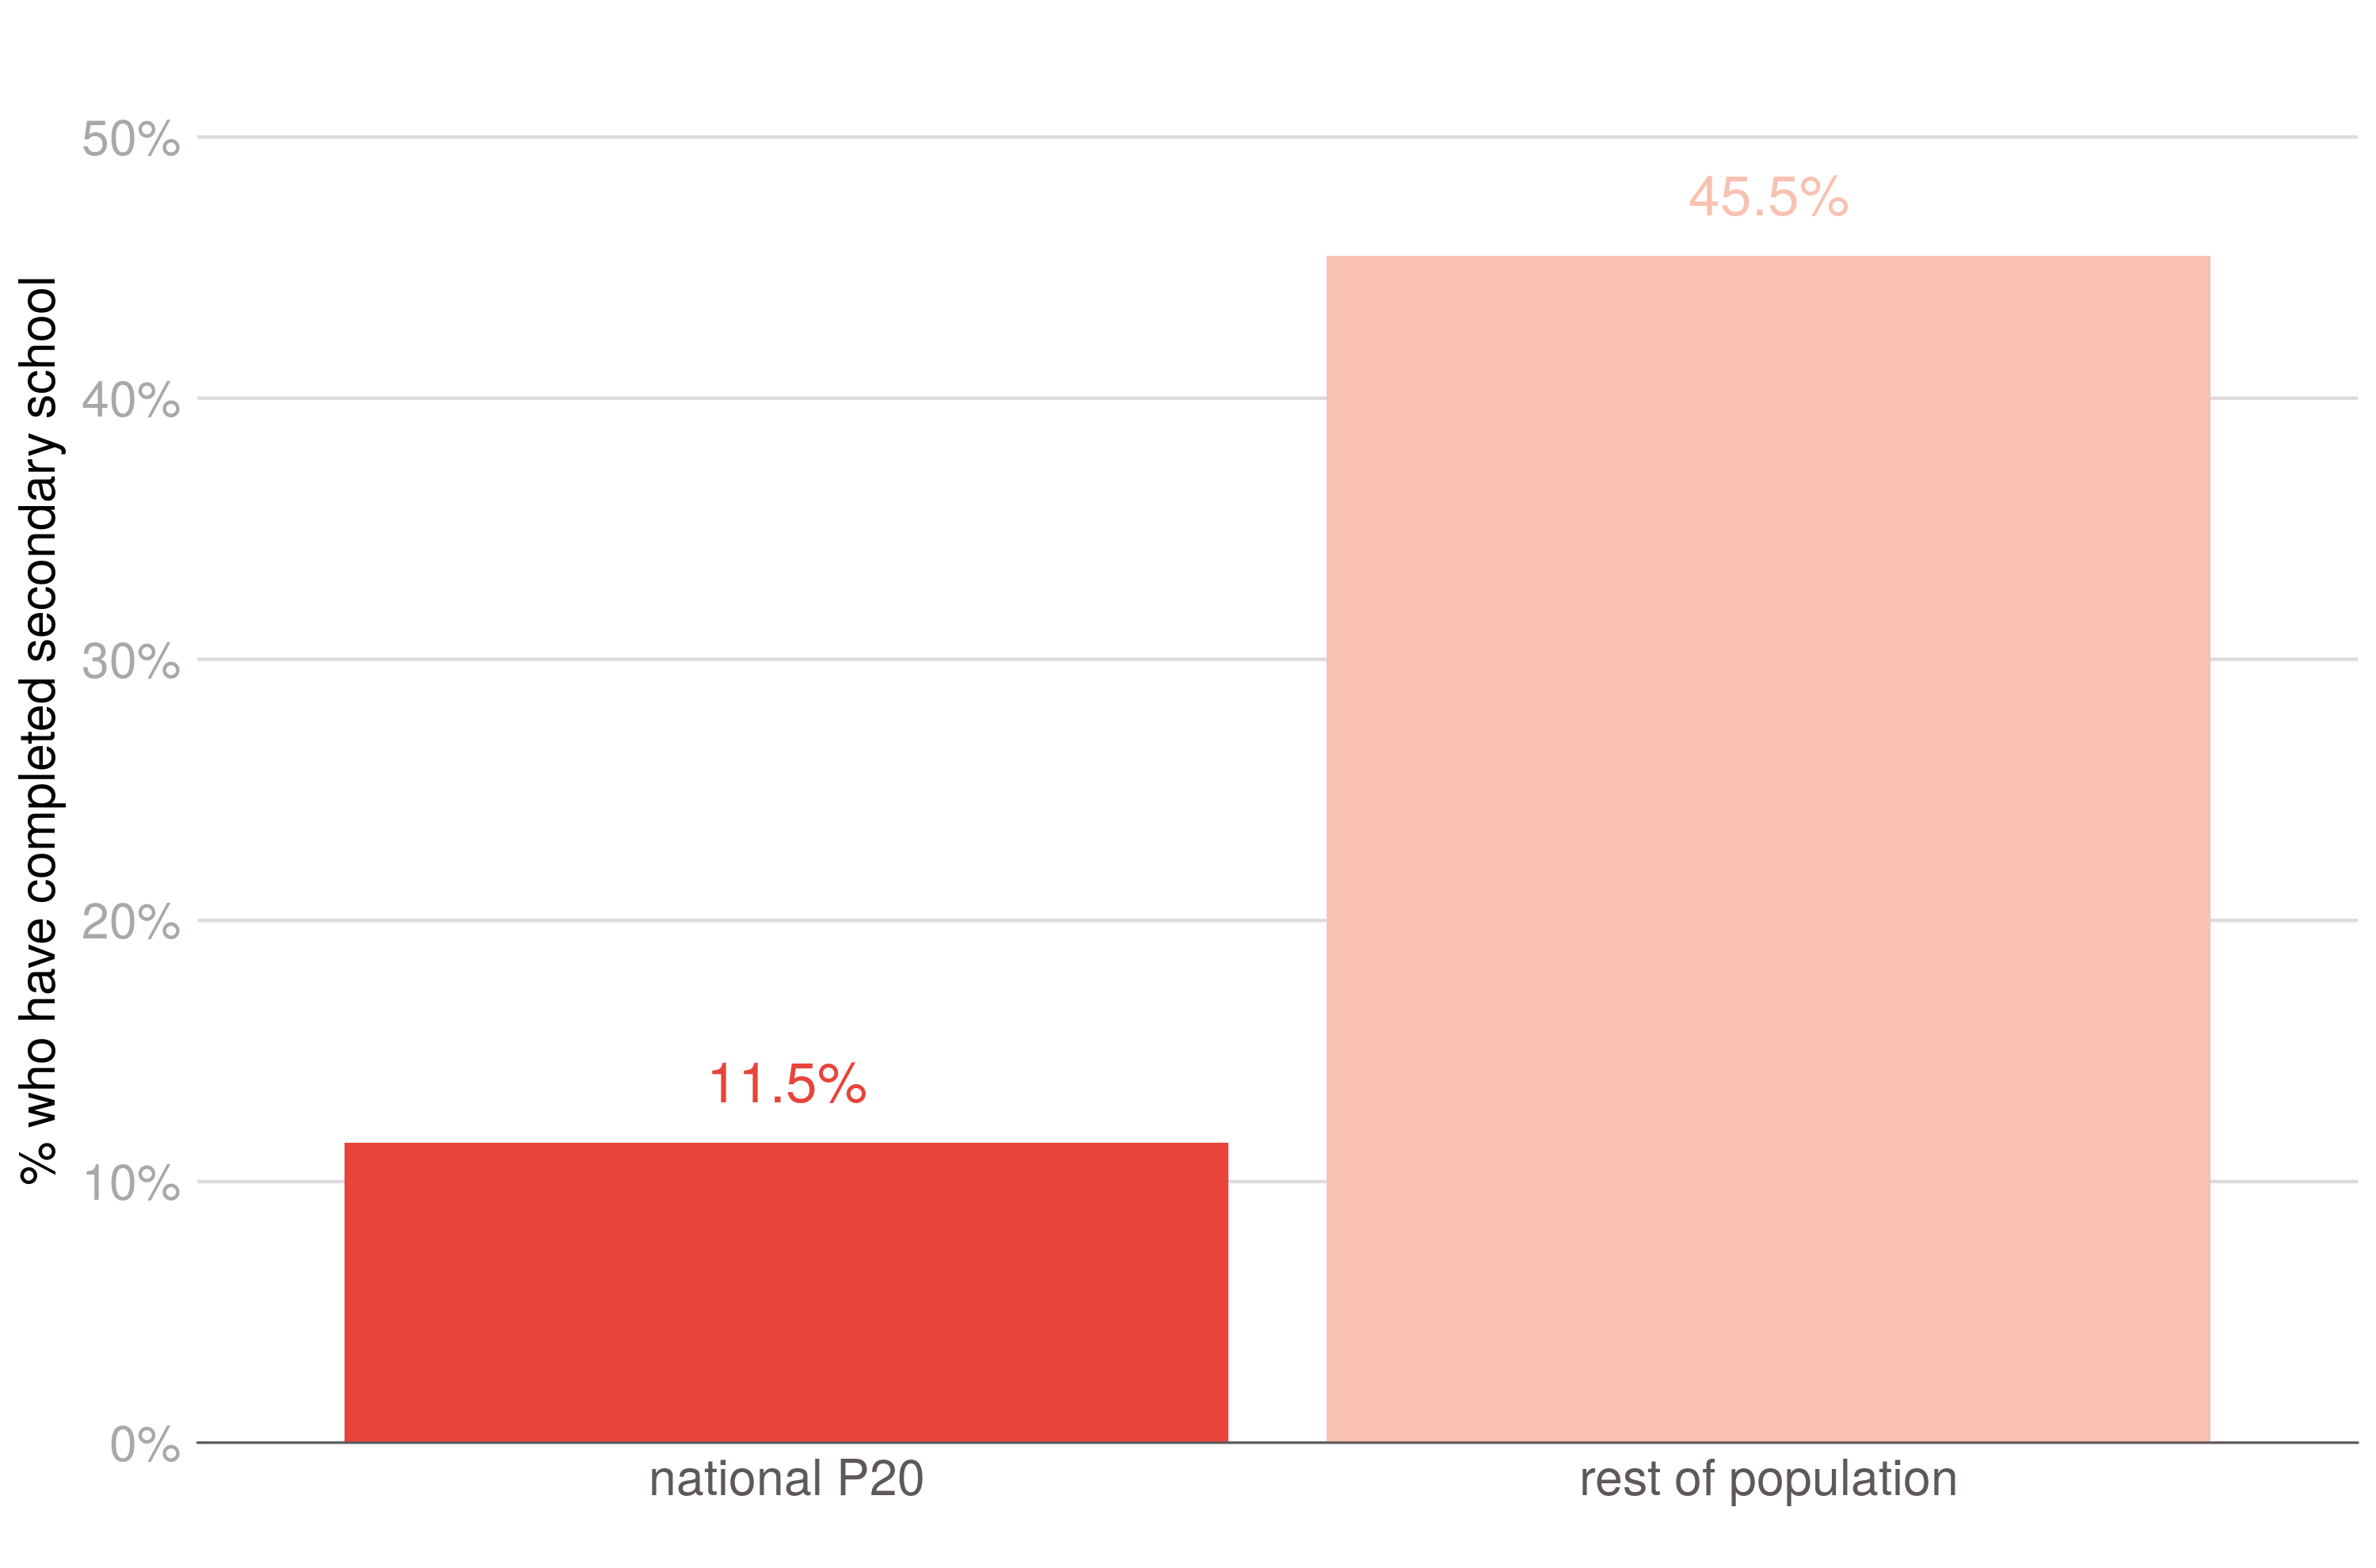 % who have completed secondary school
50%
40%
30%
20%
10%
0%
11.5%
45.5%
national P20
rest of population